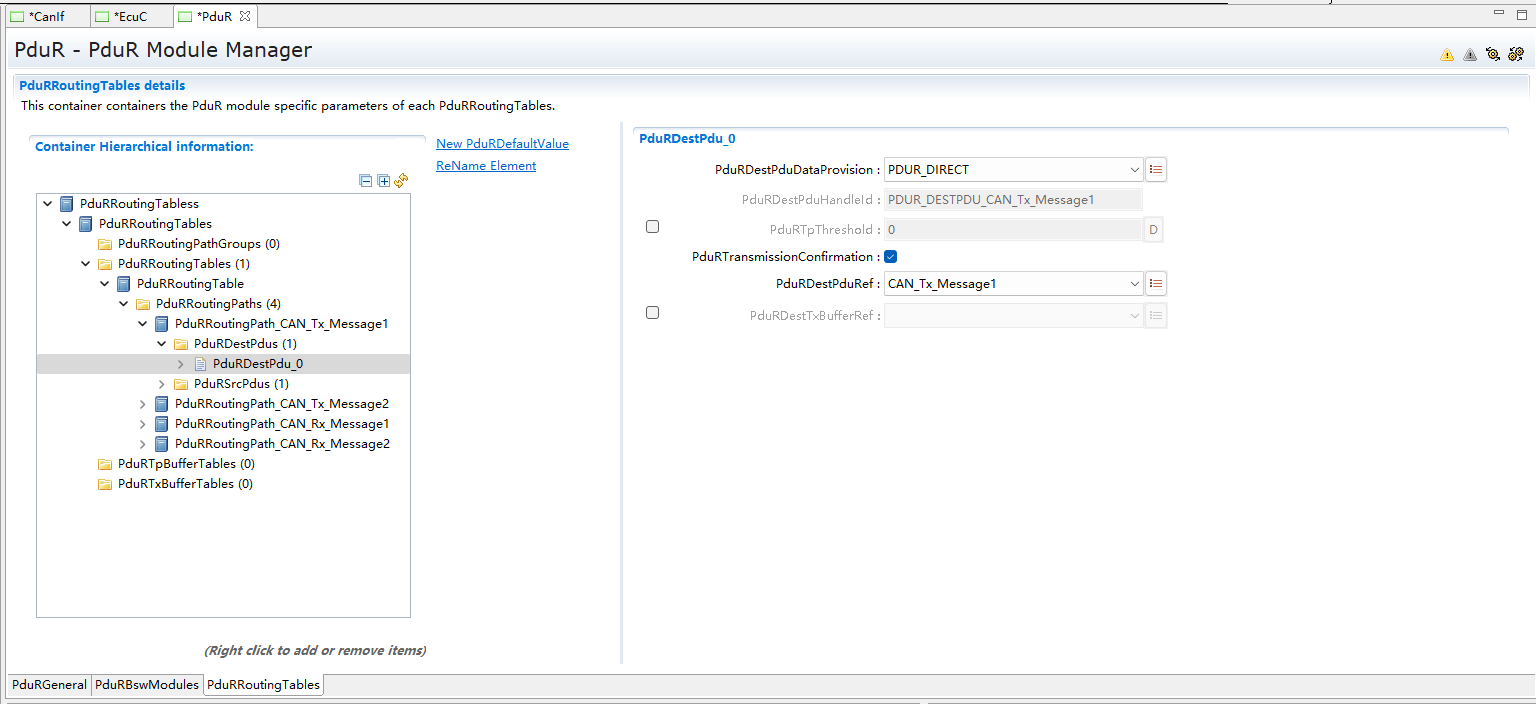 *CanIf
*EcuC
*PduR
PduR - PduR Module Manager
PduRRoutingTables details
This container containers the PduR module specific parameters of each PduRRoutingTables.
Container Hierarchical information:
New PduRDefaultValue
ReName Element
PduRRoutingTabless
PduRRoutingTables
PduRRoutingPathGroups (0)
PduRRoutingTables (1)
PduRRoutingTable
PduRRoutingPaths (4)
PduRRoutingPath_CAN_Tx_Message1
PduRDestPdus (1)
PduRDestPdu_0
PduRSrcPdus (1)
PduRRoutingPath_CAN_Tx_Message2
PduRRoutingPath_CAN_Rx_Message1
PduRRoutingPath_CAN_Rx_Message2
PduRTpBufferTables (0)
PduRTxBufferTables (0)
(Right click to add or remove items)
PduRDestPdu_0
PduRDestPduDataProvision : PDUR_DIRECT
PduRDestPduHandleId : PDUR_DESTPDU_CAN_Tx_Message1
PduRTpThreshold : 0 D
PduRTransmissionConfirmation :
PduRDestPduRef : CAN_Tx_Message1
PduRDestTxBufferRef :
PduRGeneral PduRBswModules PduRRoutingTables